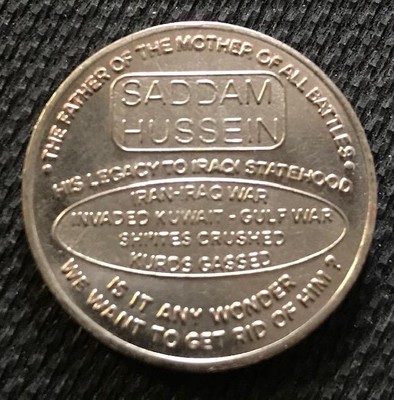 • THE FATHER OF THE MOTHER OF ALL BATTLES •
SADDAM
HUSSEIN
HIS LEGACY TO IRAQI STATEHOOD
IRAN-IRAQ WAR
INVADED KUWAIT - GULF WAR
SHIITES CRUSHED
KURDS GASSED
IS IT ANY WONDER
WE WANT TO GET RID OF HIM ?